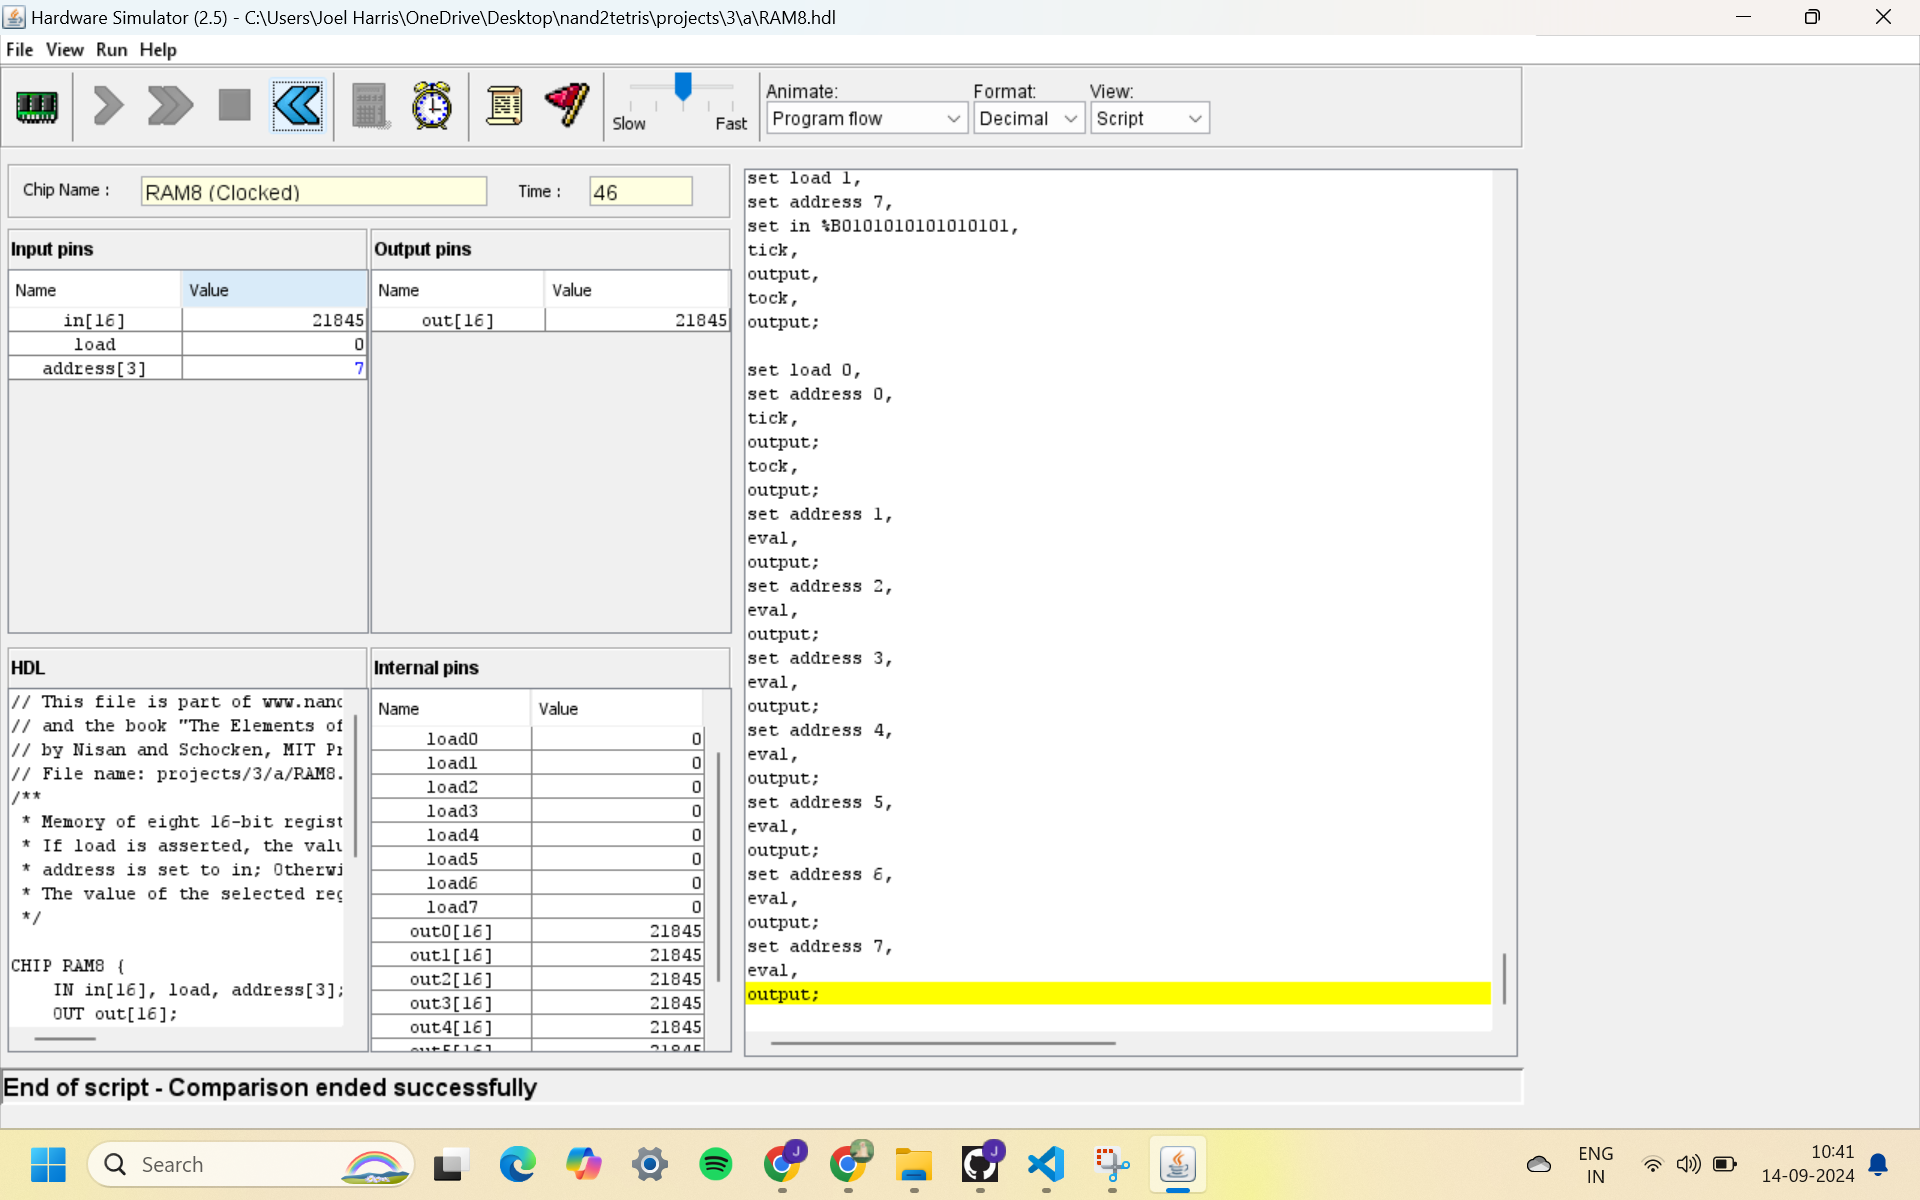 Hardware Simulator (2.5) - C:\Users\Joel Harris\OneDrive\Desktop\nand2tetris\projects\3\a\RAM8.hdl
File View Run Help
Slow Fast
Animate: Format: View:
Program flow Decimal Script
Chip Name : RAM8 (Clocked) Time : 46
Input pins
Name Value
in[16] 21845
load 0
address[3] 7
Output pins
Name Value
out[16] 21845
HDL
// This file is part of www.nand
// and the book "The Elements of
// by Nisan and Schocken, MIT Pr
// File name: projects/3/a/RAM8.
/**
* Memory of eight 16-bit regist
* If load is asserted, the valu
* address is set to in; Otherwi
* The value of the selected reg
*/
CHIP RAM8 {
IN in[16], load, address[3];
OUT out[16];
Internal pins
Name Value
load0 0
load1 0
load2 0
load3 0
load4 0
load5 0
load6 0
load7 0
out0[16] 21845
out1[16] 21845
out2[16] 21845
out3[16] 21845
out4[16] 21845
out5[16] 21845
set load 1,
set address 7,
set in %B0101010101010101,
tick,
output,
tock,
output;
set load 0,
set address 0,
tick,
output;
tock,
output;
set address 1,
eval,
output;
set address 2,
eval,
output;
set address 3,
eval,
output;
set address 4,
eval,
output;
set address 5,
eval,
output;
set address 6,
eval,
output;
set address 7,
eval,
output;
End of script - Comparison ended successfully
Search
J
J
ENG
IN
10:41
14-09-2024